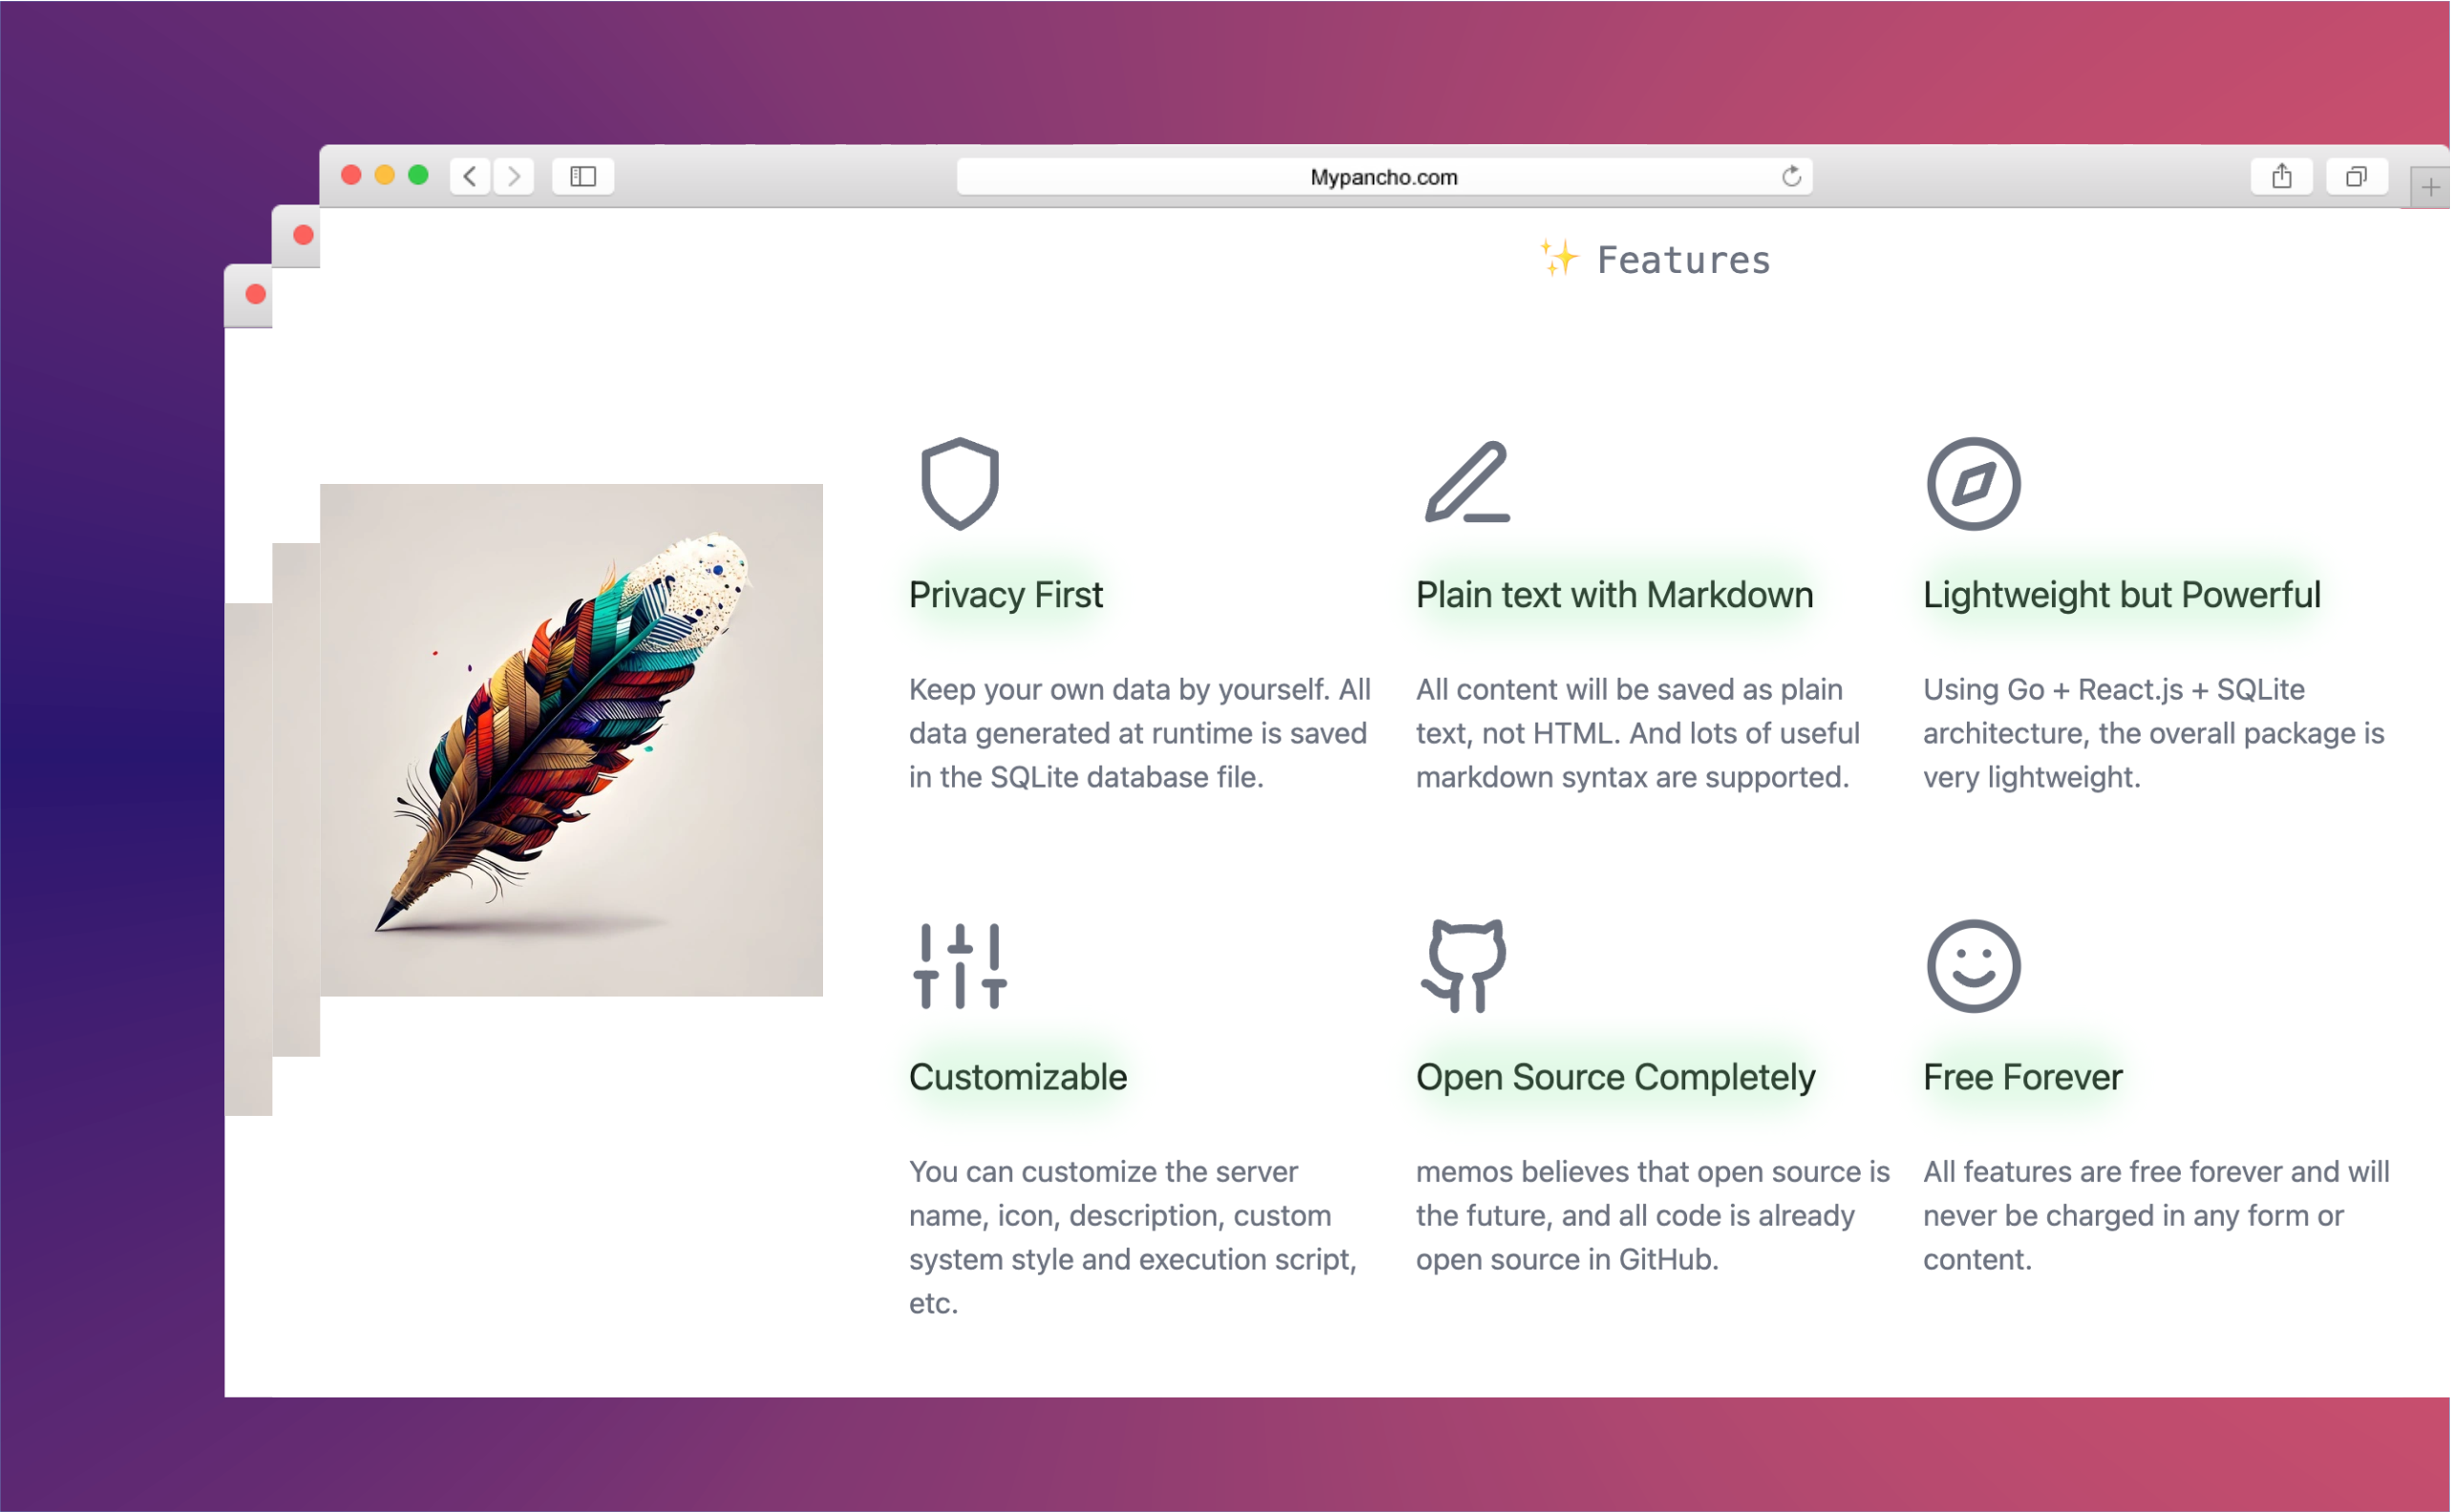 Mypancho.com
✨ Features
Privacy First
Keep your own data by yourself. All
data generated at runtime is saved
in the SQLite database file.
Plain text with Markdown
All content will be saved as plain
text, not HTML. And lots of useful
markdown syntax are supported.
Lightweight but Powerful
Using Go + React.js + SQLite
architecture, the overall package is
very lightweight.
Customizable
You can customize the server
name, icon, description, custom
system style and execution script,
etc.
Open Source Completely
memos believes that open source is
the future, and all code is already
open source in GitHub.
Free Forever
All features are free forever and will
never be charged in any form or
content.